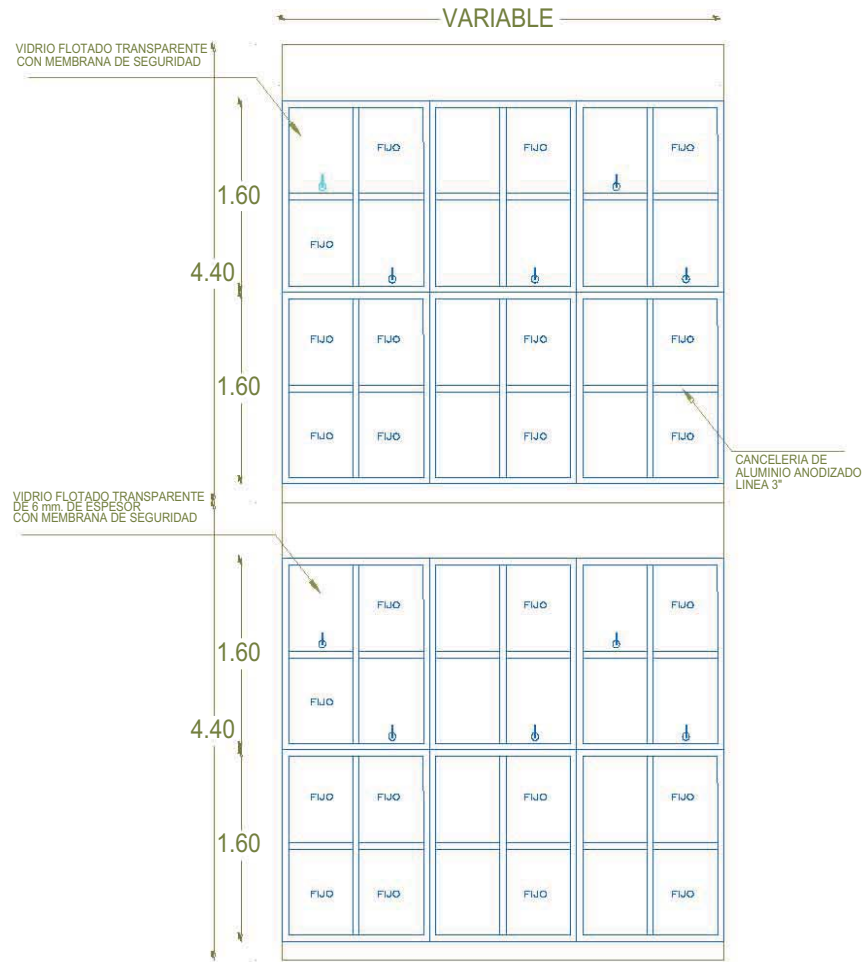 VARIABLE
VIDRIO FLOTADO TRANSPARENTE
CON MEMBRANA DE SEGURIDAD
FIJO FIJO FIJO
1.60
FIJO
4.40
FIJO FIJO FIJO FIJO
1.60
FIJO FIJO FIJO FIJO
CANCELERIA DE
ALUMINIO ANODIZADO
LINEA 3"
VIDRIO FLOTADO TRANSPARENTE
DE 6 mm. DE ESPESOR
CON MEMBRANA DE SEGURIDAD
FIJO FIJO FIJO
1.60
FIJO
4.40
FIJO FIJO FIJO FIJO
1.60
FIJO FIJO FIJO FIJO